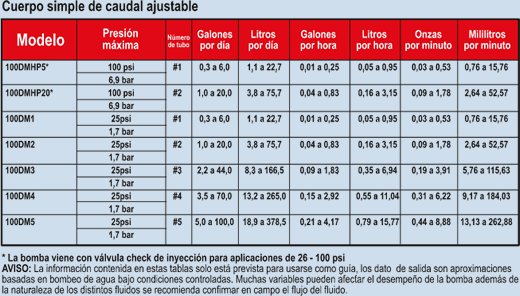 Cuerpo simple de caudal ajustable
Modelo Presión máxima Número de tubo Galones por día Litros por día Galones por hora Litros por hora Onzas por minuto Mililitros por minuto
100DMHP5* 100 psi #1 0,3 a 6,0 1,1 a 22,7 0,01 a 0,25 0,05 a 0,95 0,03 a 0,53 0,76 a 15,76
6,9 bar
100DMHP20* 100 psi #2 1,0 a 20,0 3,8 a 75,7 0,04 a 0,83 0,16 a 3,15 0,09 a 1,78 2,64 a 52,57
6,9 bar
100DM1 25psi #1 0,3 a 6,0 1,1 a 22,7 0,01 a 0,25 0,05 a 0,95 0,03 a 0,53 0,76 a 15,76
1,7 bar
100DM2 25psi #2 1,0 a 20,0 3,8 a 75,7 0,04 a 0,83 0,16 a 3,15 0,09 a 1,78 2,64 a 52,57
1,7 bar
100DM3 25psi #3 2,2 a 44,0 8,3 a 166,5 0,09 a 1,83 0,35 a 6,94 0,19 a 3,91 5,76 a 115,63
1,7 bar
100DM4 25psi #4 3,5 a 70,0 13,2 a 265,0 0,15 a 2,92 0,55 a 11,04 0,31 a 6,22 9,17 a 184,03
1,7 bar
100DM5 25psi #5 5,0 a 100,0 18,9 a 378,5 0,21 a 4,17 0,79 a 15,77 0,44 a 8,88 13,13 a 262,88
1,7 bar
* La bomba viene con válvula check de inyección para aplicaciones de 26 - 100 psi
AVISO: La información contenida en estas tablas solo está prevista para usarse como guía, los dato de salida son aproximaciones
basadas en bombeo de agua bajo condiciones controladas. Muchas variables pueden afectar el desempeño de la bomba además de
la naturaleza de los distintos fluidos se recomienda confirmar en campo el flujo del fluido.